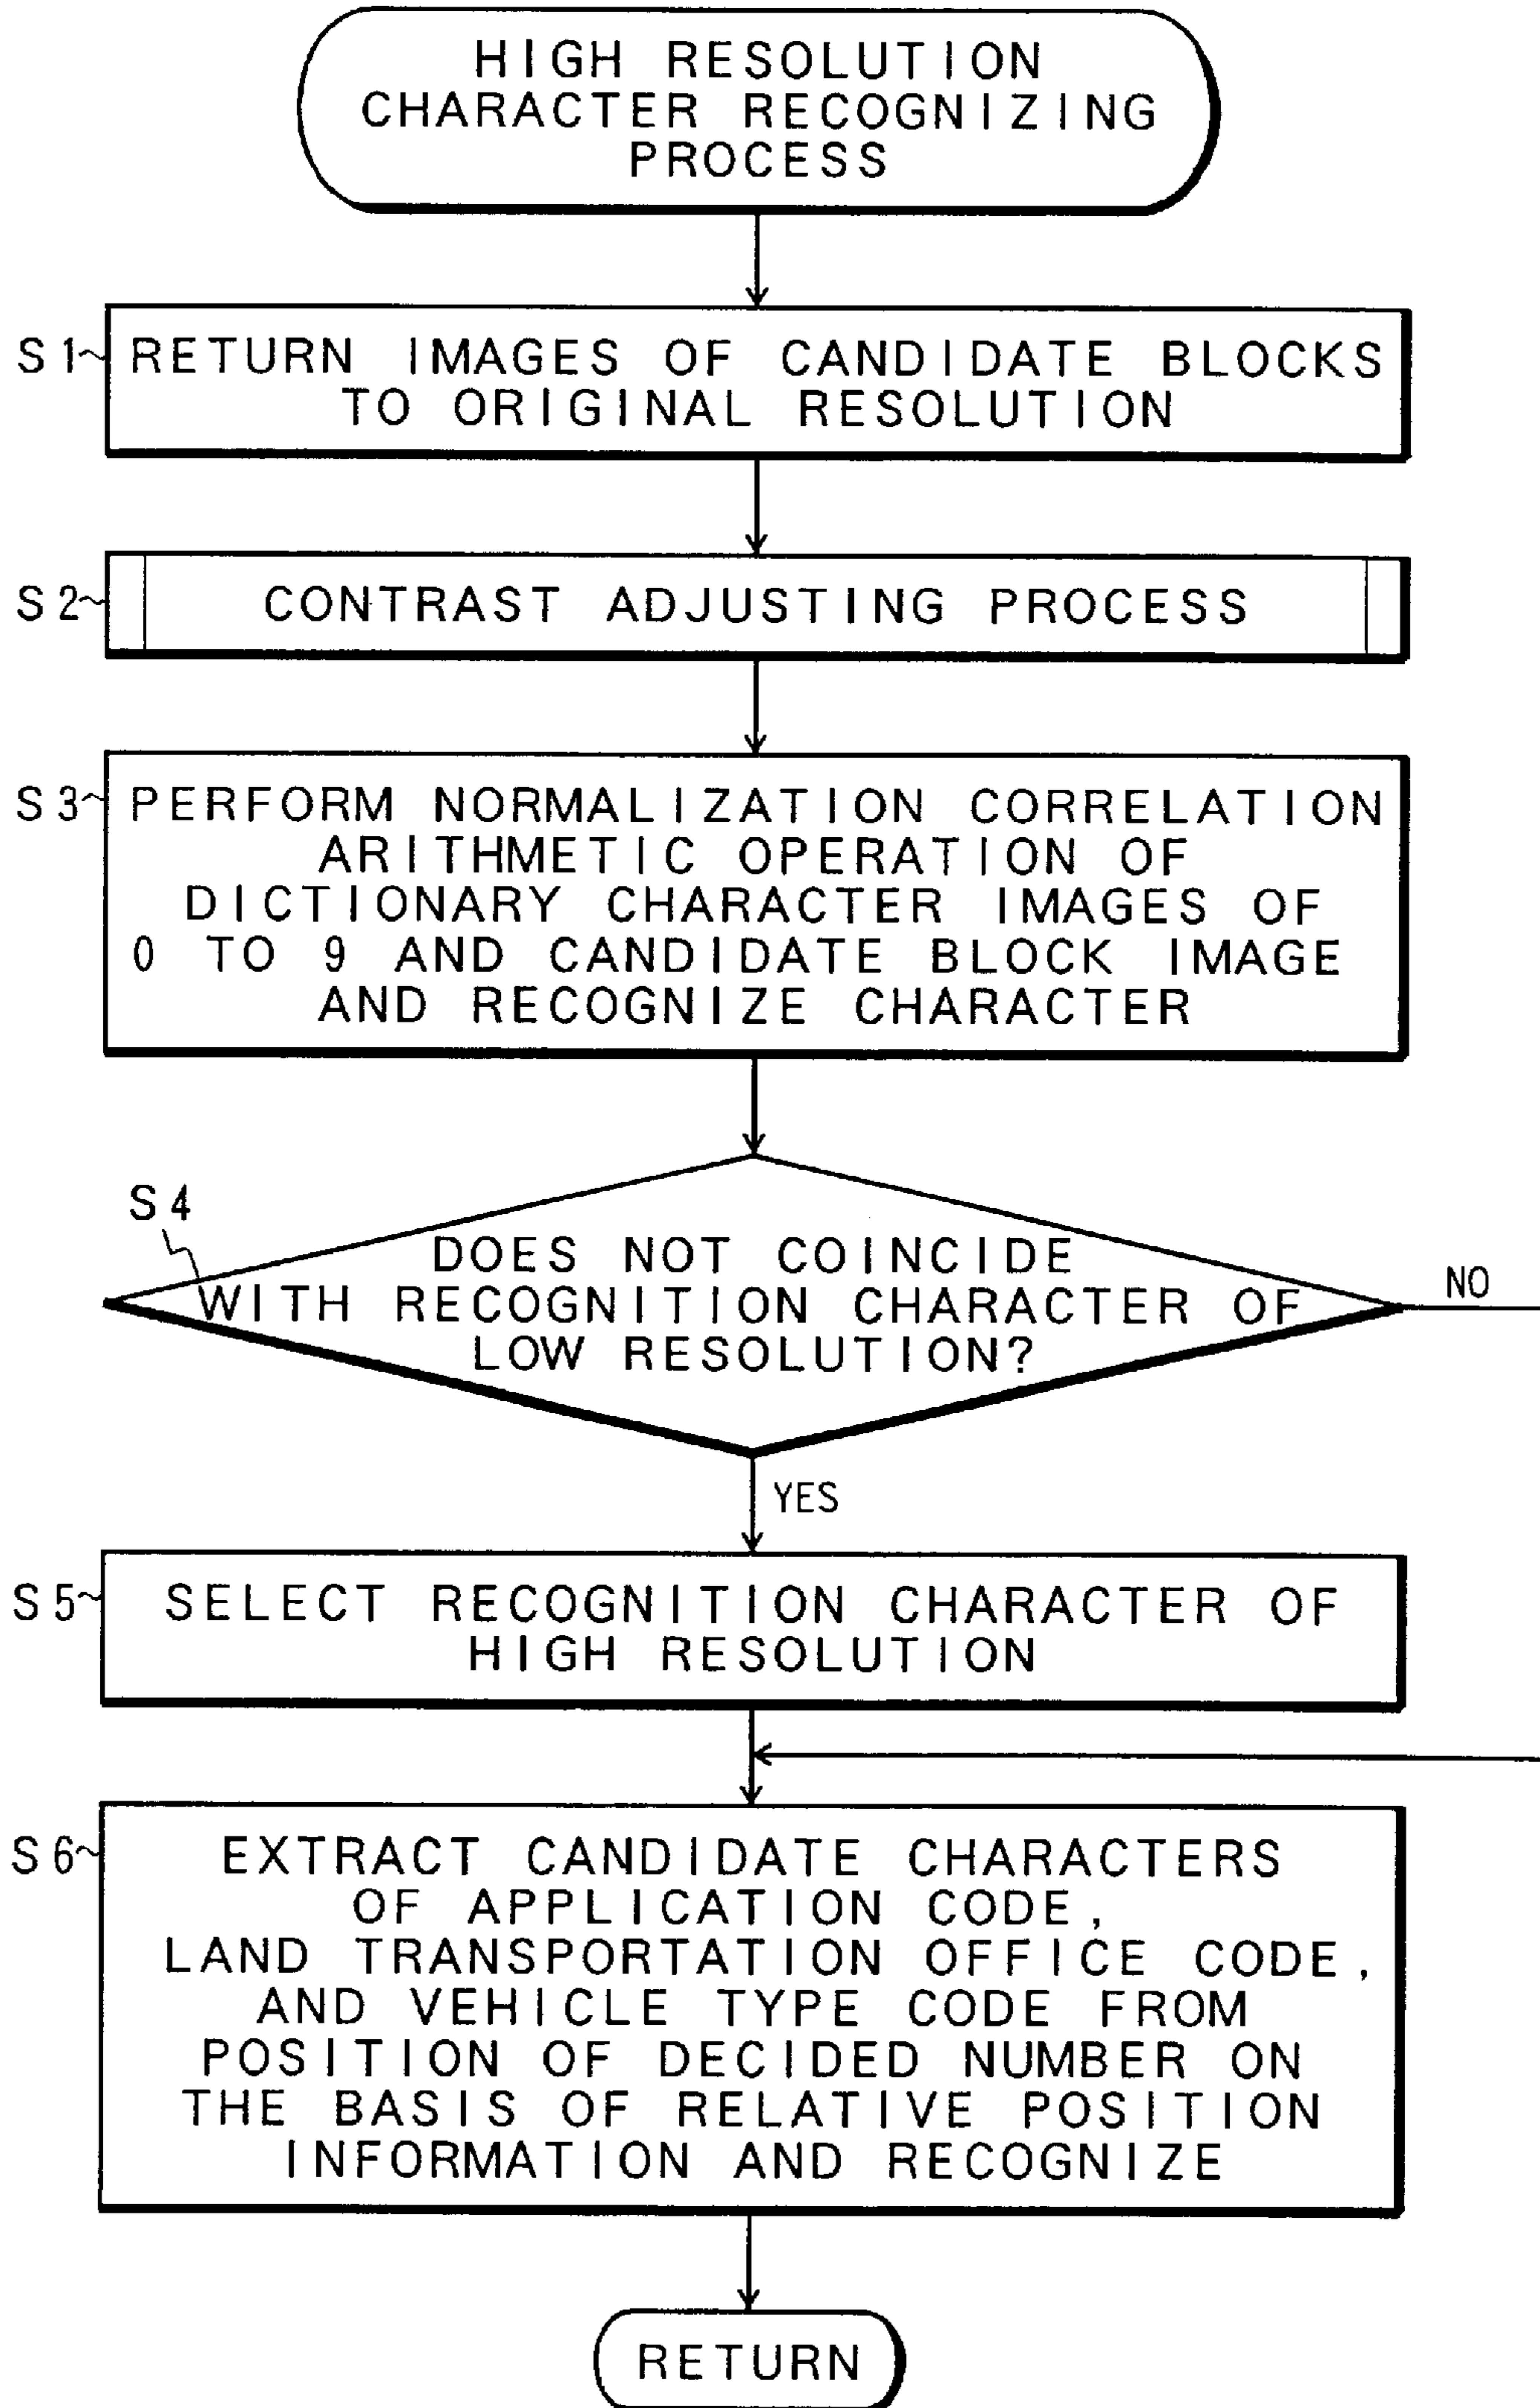 HIGH RESOLUTION
CHARACTER RECOGNIZING
PROCESS
S1
RETURN IMAGES OF CANDIDATE BLOCKS
TO ORIGINAL RESOLUTION
S2
CONTRAST ADJUSTING PROCESS
S3
PERFORM NORMALIZATION CORRELATION
ARITHMETIC OPERATION OF
DICTIONARY CHARACTER IMAGES OF
0 TO 9 AND CANDIDATE BLOCK IMAGE
AND RECOGNIZE CHARACTER
S4
DOES NOT COINCIDE
WITH RECOGNITION CHARACTER OF
LOW RESOLUTION?
NO
YES
S5
SELECT RECOGNITION CHARACTER OF
HIGH RESOLUTION
S6
EXTRACT CANDIDATE CHARACTERS
OF APPLICATION CODE,
LAND TRANSPORTATION OFFICE CODE,
AND VEHICLE TYPE CODE FROM
POSITION OF DECIDED NUMBER ON
THE BASIS OF RELATIVE POSITION
INFORMATION AND RECOGNIZE
RETURN